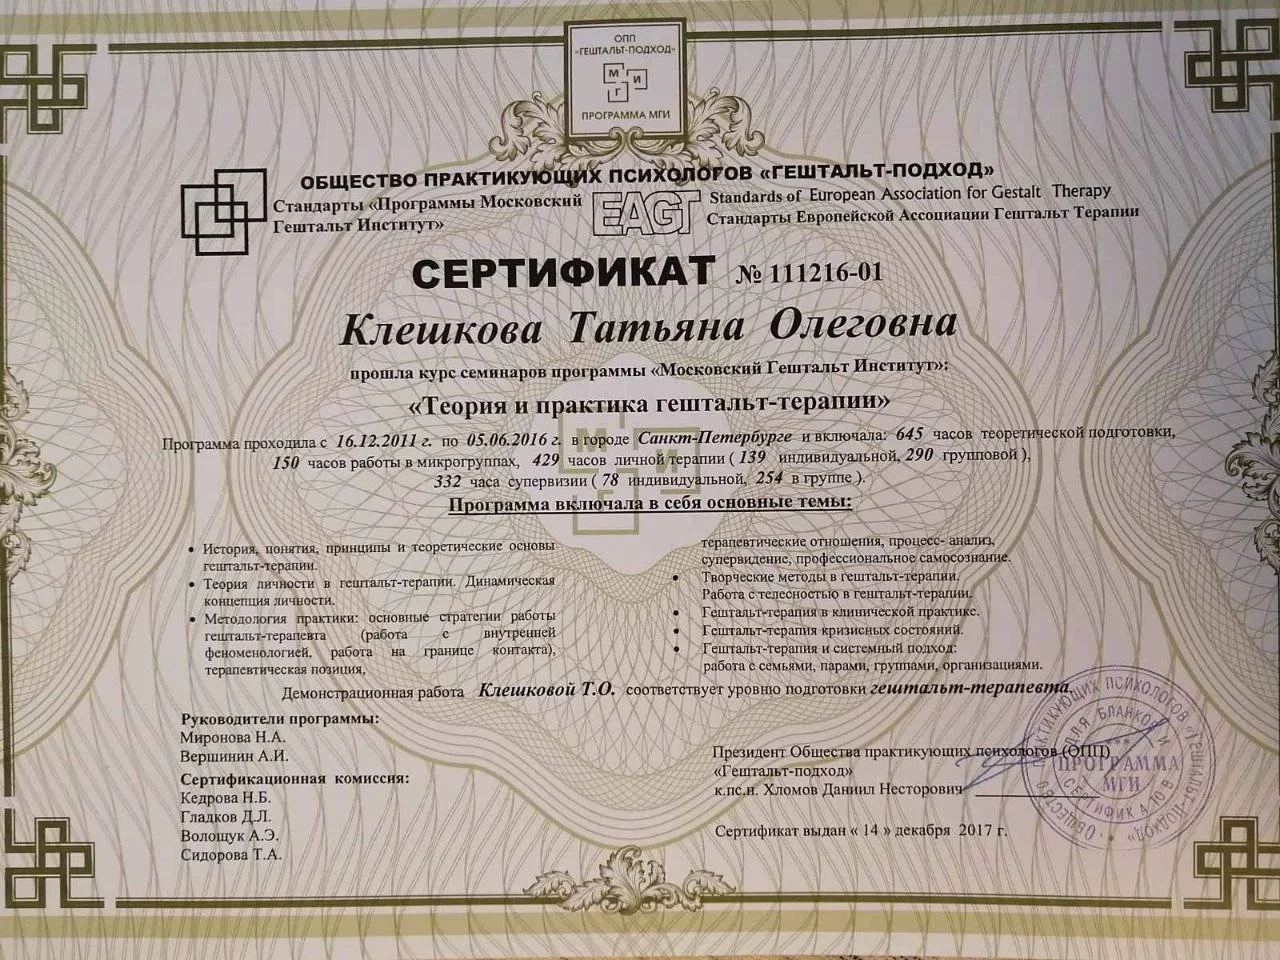 ОПП
«ГЕШТАЛЬТ-ПОДХОД»
М И Г
ПРОГРАММА МГИ
ОБЩЕСТВО ПРАКТИКУЮЩИХ ПСИХОЛОГОВ «ГЕШТАЛЬТ-ПОДХОД»
Стандарты «Программы Московский
Гештальт Институт»
EAGT
Standards of European Association for Gestalt Therapy
Стандарты Европейской Ассоциации Гештальт Терапии
СЕРТИФИКАТ № 111216-01
Клешкова Татьяна Олеговна
прошла курс семинаров программы «Московский Гештальт Институт»:
«Теория и практика гештальт-терапии»
Программа проходила с 16.12.2011 г. по 05.06.2016 г. в городе Санкт-Петербурге и включала: 645 часов теоретической подготовки,
150 часов работы в микрогруппах, 429 часов личной терапии ( 139 индивидуальной, 290 групповой ),
332 часа супервизии ( 78 индивидуальной, 254 в группе ).
Программа включала в себя основные темы:
• История, понятия, принципы и теоретические основы
гештальт-терапии.
• Теория личности в гештальт-терапии. Динамическая
концепция личности.
• Методология практики: основные стратегии работы
гештальт-терапевта (работа с внутренней
феноменологией, работа на границе контакта),
терапевтическая позиция,
терапевтические отношения, процесс- анализ,
супервидение, профессиональное самосознание.
• Творческие методы в гештальт-терапии.
Работа с телесностью в гештальт-терапии.
• Гештальт-терапия в клинической практике.
• Гештальт-терапия кризисных состояний.
• Гештальт-терапия и системный подход:
работа с семьями, парами, группами, организациями.
Демонстрационная работа Клешковой Т.О. соответствует уровню подготовки гештальт-терапевта.
Руководители программы:
Миронова Н.А.
Вершинин А.И.
Сертификационная комиссия:
Кедрова Н.Б.
Гладков Д.Л.
Волощук А.Э.
Сидорова Т.А.
Президент Общества практикующих психологов (ОПП)
«Гештальт-подход»
к.пс.н. Хломов Даниил Несторович
Сертификат выдан « 14 » декабря 2017 г.
ОБЩЕСТВО ПРАКТИКУЮЩИХ ПСИХОЛОГОВ «ГЕШТАЛЬТ-ПОДХОД»
ДЛЯ БЛАНКОВ И СЕРТИФИКАТОВ
***
ПРОГРАММА
МГИ